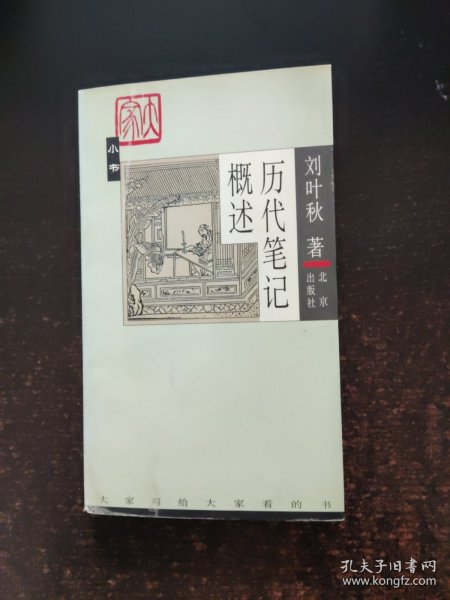 大家
小书
历代笔记
概述
刘叶秋 著
北京
出版社
大家写给大家看的书
孔夫子旧书网
www.kongfz.com